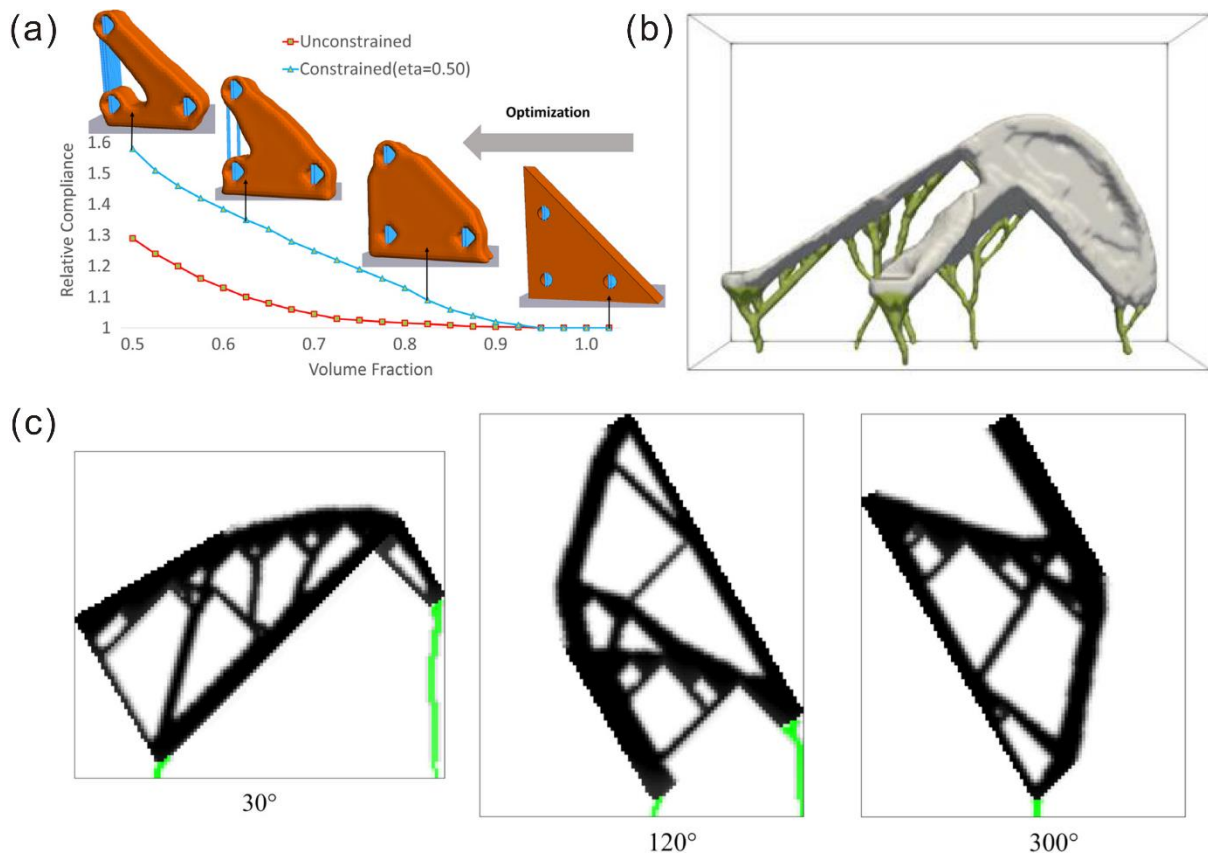 (a)
Unconstrained
Constrained(eta=0.50)
Optimization
Relative Compliance
1.6
1.5
1.4
1.3
1.2
1.1
1
0.5
0.6
0.7
0.8
0.9
1.0
Volume Fraction
(b)
(c)
30°
120°
300°